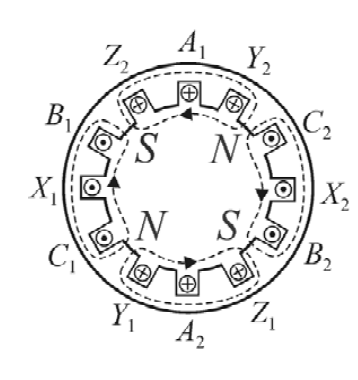 A₁
Z₂ Y₂
B₁ C₂
S N
X₁ X₂
N S
C₁ B₂
Y₁ Z₁
A₂